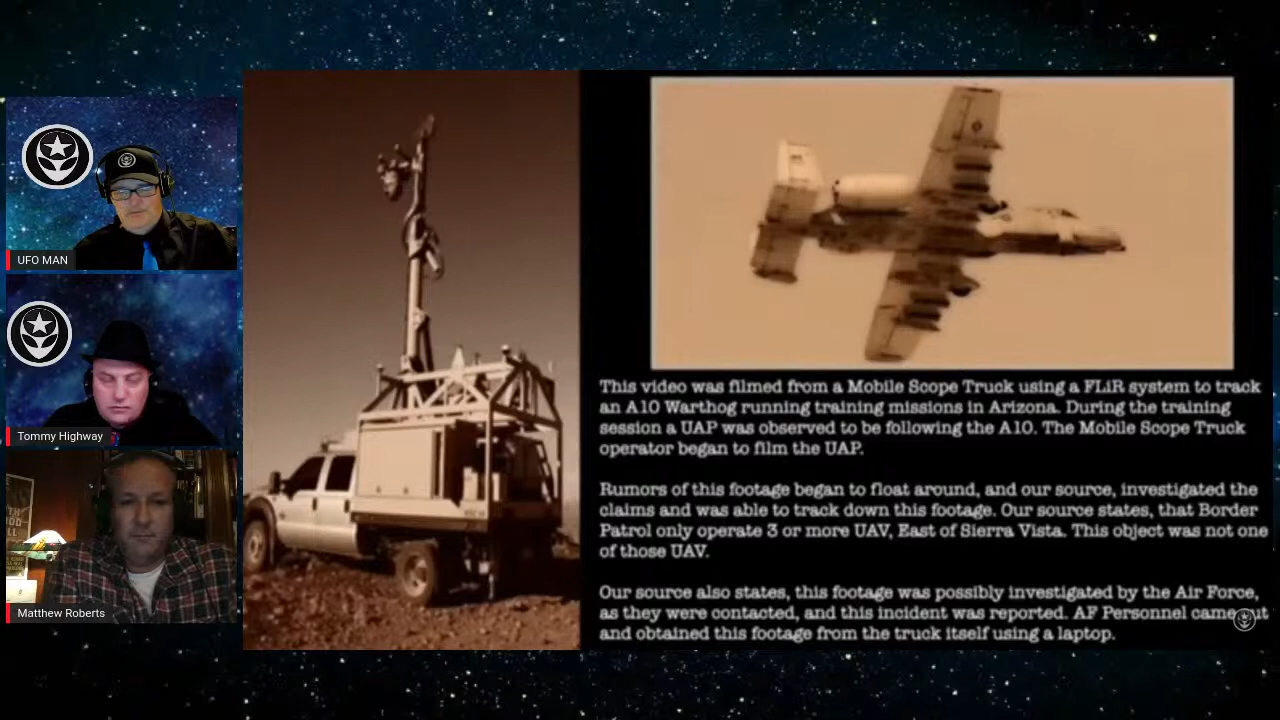 UFO MAN
Tommy Highway
Matthew Roberts
This video was filmed from a Mobile Scope Truck using a FLiR system to track
an A10 Warthog running training missions in Arizona. During the training
session a UAP was observed to be following the A10. The Mobile Scope Truck
operator began to film the UAP.
Rumors of this footage began to float around, and our source, investigated the
claims and was able to track down this footage. Our source states, that Border
Patrol only operate 3 or more UAV, East of Sierra Vista. This object was not one
of those UAV.
Our source also states, this footage was possibly investigated by the Air Force,
as they were contacted, and this incident was reported. AF Personnel came out
and obtained this footage from the truck itself using a laptop.